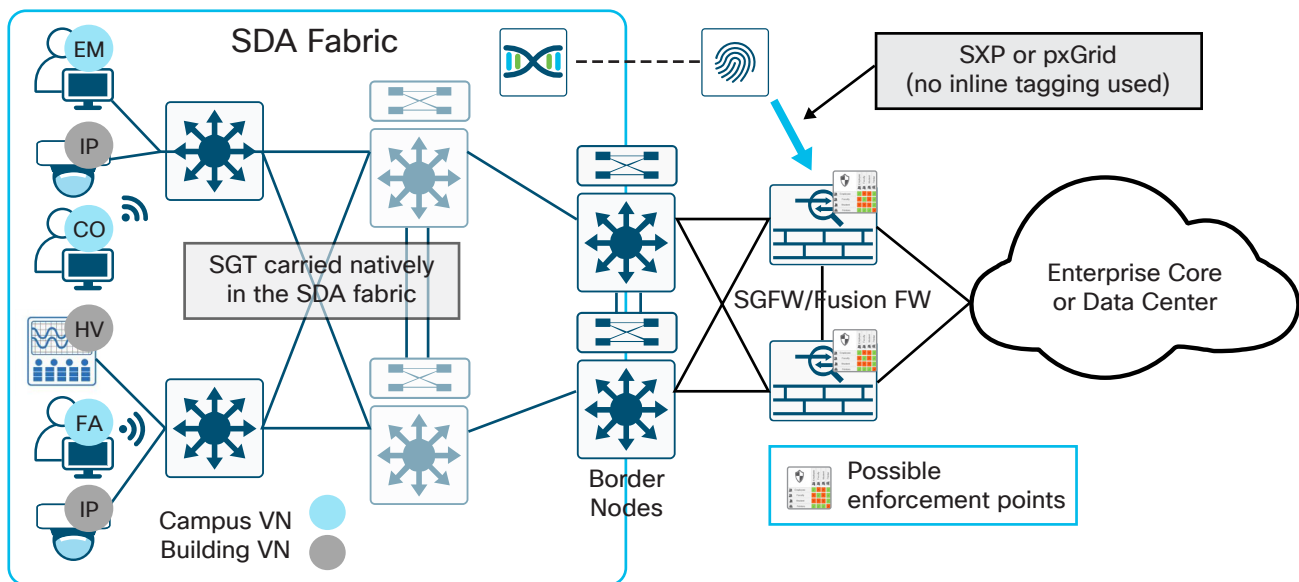 SDA Fabric
EM
IP
CO
HV
FA
IP
SGT carried natively
in the SDA fabric
Campus VN
Building VN
Border
Nodes
SXP or pxGrid
(no inline tagging used)
SGFW/Fusion FW
Enterprise Core
or Data Center
Possible
enforcement points